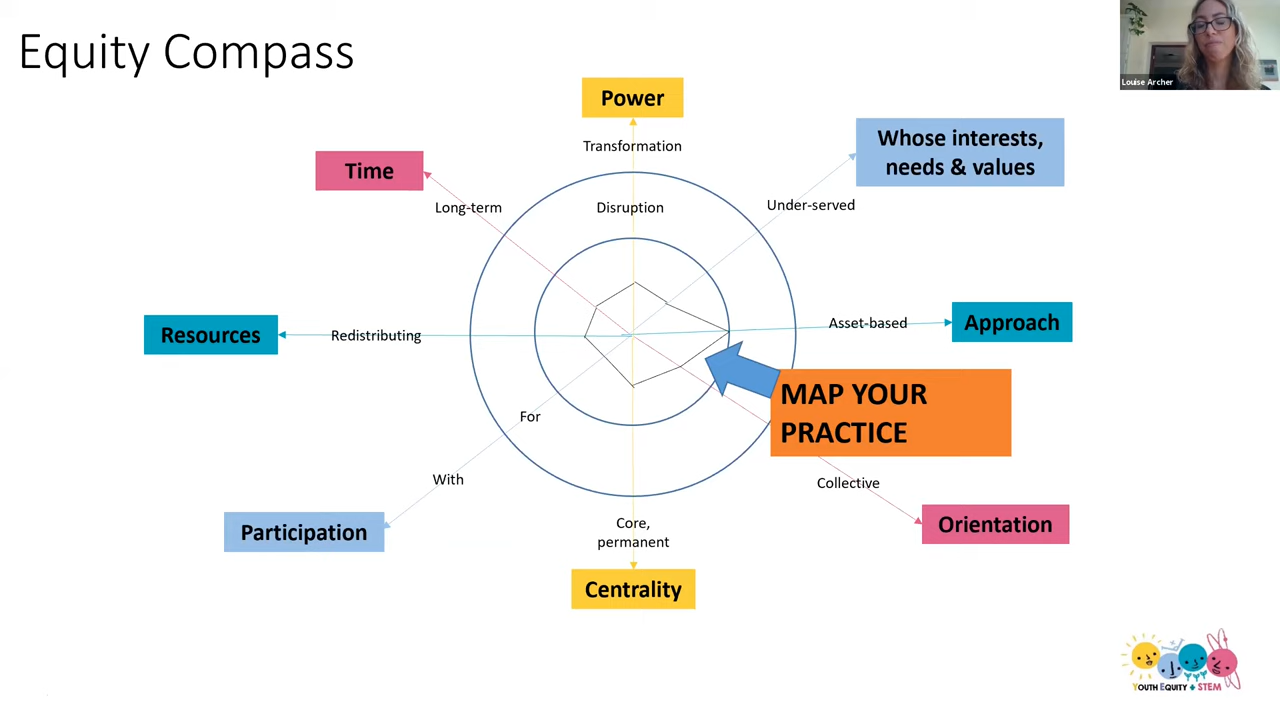 Equity Compass
Louise Archer
Power
Transformation
Whose interests,
needs & values
Time
Long-term
Disruption
Under-served
Resources
Redistributing
Asset-based
Approach
MAP YOUR
PRACTICE
For
With
Collective
Participation
Core,
permanent
Orientation
Centrality
YOUTH EQUITY + STEM